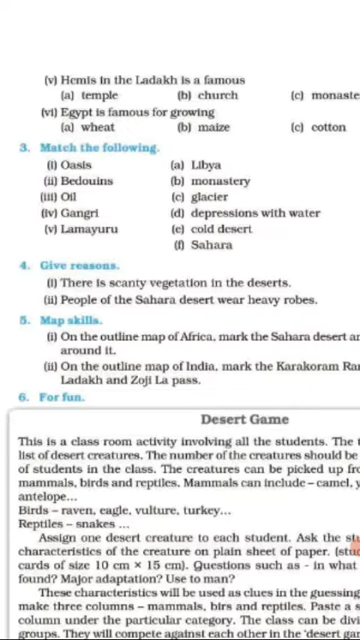 (v) Hemis in the Ladakh is a famous
(a) temple (b) church (c) monaste
(vi) Egypt is famous for growing
(a) wheat (b) maize (c) cotton
3. Match the following.
(i) Oasis (a) Libya
(ii) Bedouins (b) monastery
(iii) Oil (c) glacier
(iv) Gangri (d) depressions with water
(v) Lamayuru (e) cold desert
(f) Sahara
4. Give reasons.
(i) There is scanty vegetation in the deserts.
(ii) People of the Sahara desert wear heavy robes.
5. Map skills.
(i) On the outline map of Africa, mark the Sahara desert ar
around it.
(ii) On the outline map of India, mark the Karakoram Ra
Ladakh and Zoji La pass.
6. For fun.
Desert Game
This is a class room activity involving all the students. The t
list of desert creatures. The number of the creatures should be
of students in the class. The creatures can be picked up fro
mammals, birds and reptiles. Mammals can include – camel, y
antelope...
Birds – raven, eagle, vulture, turkey...
Reptiles – snakes ...
Assign one desert creature to each student. Ask the stu
characteristics of the creature on plain sheet of paper. (stud
cards of size 10 cm × 15 cm). Questions such as - in what
found? Major adaptation? Use to man?
These characteristics will be used as clues in the guessing
make three columns – mammals, birs and reptiles. Paste a s
column under the particular category. The class can be divi
groups. They will compete against each other in the 'desert ga